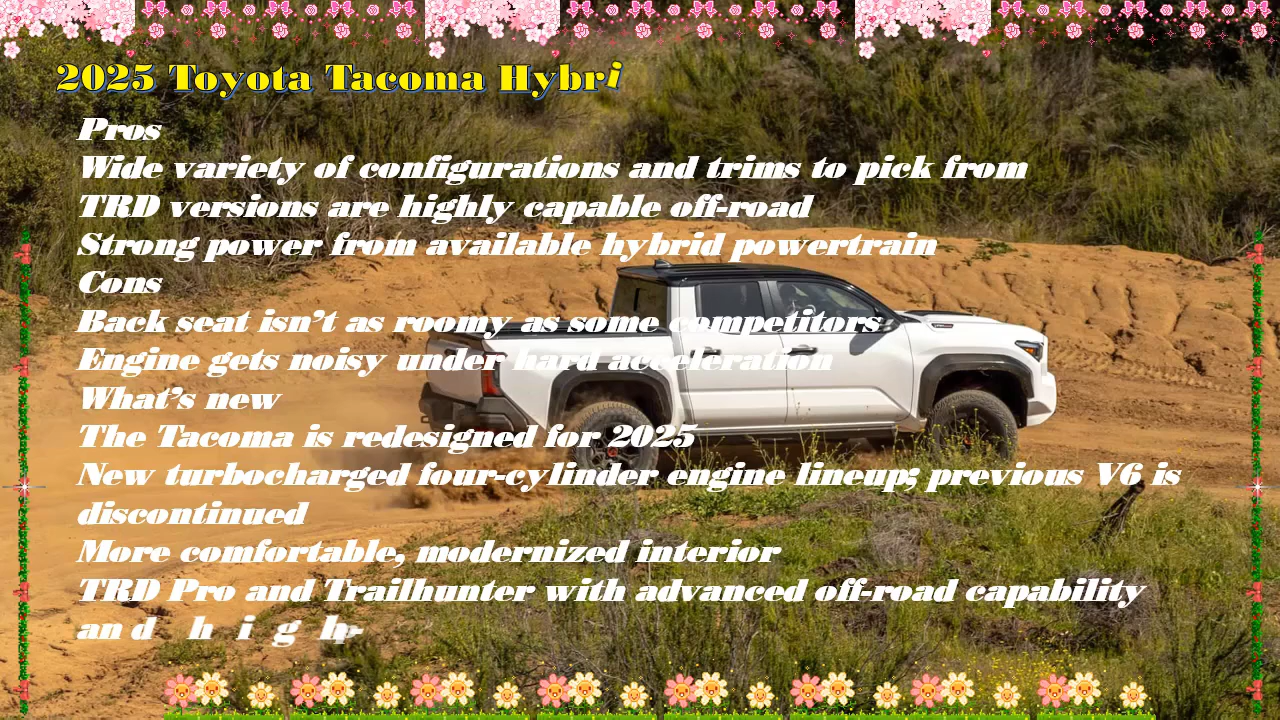 2025 Toyota Tacoma Hybri
Pros
Wide variety of configurations and trims to pick from
TRD versions are highly capable off-road
Strong power from available hybrid powertrain
Cons
Back seat isn’t as roomy as some competitors
Engine gets noisy under hard acceleration
What’s new
The Tacoma is redesigned for 2025
New turbocharged four-cylinder engine lineup; previous V6 is
discontinued
More comfortable, modernized interior
TRD Pro and Trailhunter with advanced off-road capability
and high-